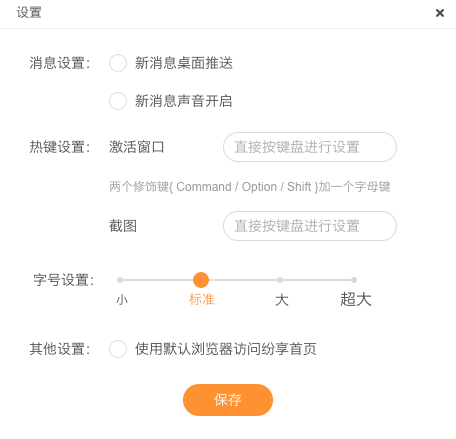 设置
消息设置： 新消息桌面推送
新消息声音开启
热键设置： 激活窗口 直接按键盘进行设置
两个修饰键{ Command / Option / Shift }加一个字母键
截图 直接按键盘进行设置
字号设置：
小 标准 大 超大
其他设置： 使用默认浏览器访问纷享首页
保存